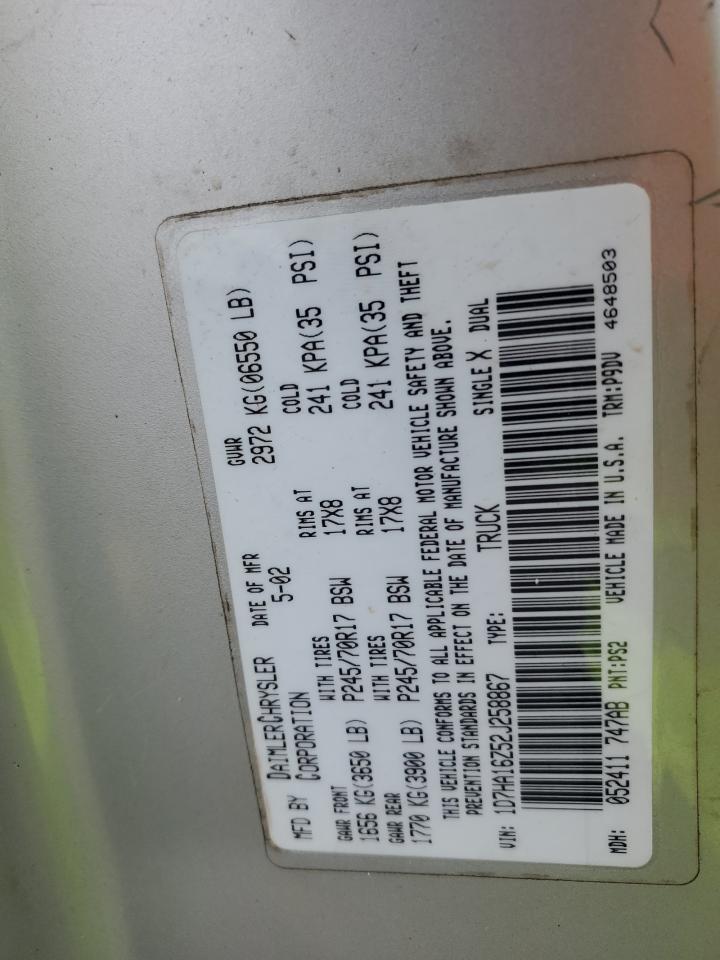 MFD BY DAIMLERCHRYSLER CORPORATION DATE OF MFR 5-02 GVWR 2972 KG(06550 LB)
GAWR FRONT WITH TIRES RIMS AT COLD
1656 KG(3650 LB) P245/70R17 BSW 17X8 241 KPA(35 PSI)
GAWR REAR WITH TIRES RIMS AT COLD
1770 KG(3900 LB) P245/70R17 BSW 17X8 241 KPA(35 PSI)
THIS VEHICLE CONFORMS TO ALL APPLICABLE FEDERAL MOTOR VEHICLE SAFETY AND THEFT
PREVENTION STANDARDS IN EFFECT ON THE DATE OF MANUFACTURE SHOWN ABOVE.
VIN: 1D7HA16Z52J258867 TYPE: TRUCK SINGLE X DUAL
MDH: 052411 747AB PNT:PS2 VEHICLE MADE IN U.S.A. TRM:P9DV 4648503